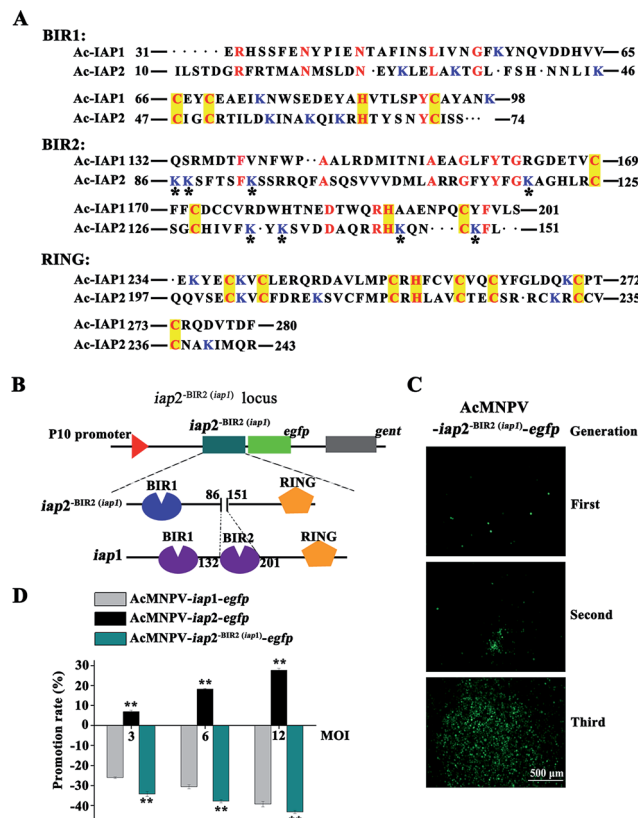 A
BIR1:
Ac-IAP1 31 — ·····ERHSSFENYPIENTAFINSLIVNGFKYNQVDDHVV — 65
Ac-IAP2 10 — ILSTDGRFRTMANMSLDN·EYKLELAKTGL·FSH·NNLIK — 46
Ac-IAP1 66 — CEYCEAEIKNWSEDEYAHVTLSPYCAYANK — 98
Ac-IAP2 47 — CIGCRTILDKINAKQIKRHTYSNYCISS··· — 74
BIR2:
Ac-IAP1 132 — QSRMDTFVNFWP·AALRDMITNIAEAGLFYTGRGDETVC — 169
Ac-IAP2 86 — KKSFTSFKSSRRQFASQSVVVDMLARRGFYYFGKAGHLRC — 125
** * *
Ac-IAP1 170 — FFCDCCVRDWHTNEDTWQRHAAENPQCYFVLS — 201
Ac-IAP2 126 — SGCHIVFKYKSVDDAQRRHKQN··CKFL· — 151
* * * *
RING:
Ac-IAP1 234 — ·EKYECKVCLERQRDAVLMPCRHFCVCVQCYFGLDQKCPT — 272
Ac-IAP2 197 — QQVSECKVCFDREKSVCFMPCRHLAVCTECSR·RCKRCCV — 235
Ac-IAP1 273 — CRQDVTDF — 280
Ac-IAP2 236 — CNAKIMQR — 243
B
iap2-BIR2 (iap1) locus
iap2-BIR2 (iap1)
P10 promoter egfp gent
BIR1 86 151 RING
iap2-BIR2 (iap1)
BIR1 BIR2 RING
iap1 132 201
C
AcMNPV
-iap2-BIR2 (iap1)-egfp Generation
First
Second
Third
500 μm
D
AcMNPV-iap1-egfp
AcMNPV-iap2-egfp
AcMNPV-iap2-BIR2 (iap1)-egfp
Promotion rate (%)
30
20
10
0
-10
-20
-30
-40
** ** **
3 6 12 MOI
** ** **